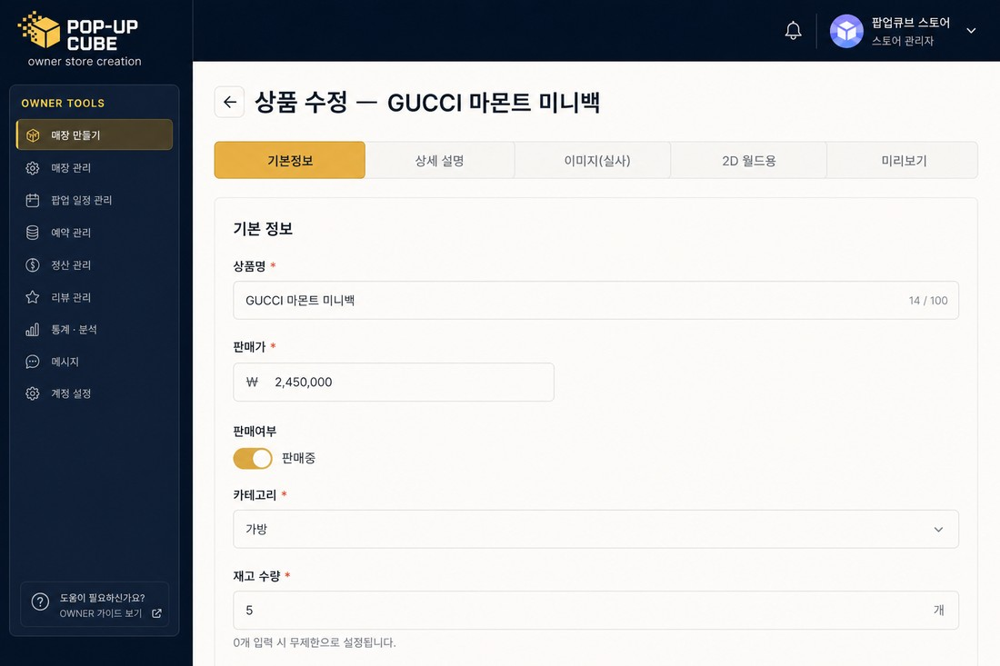 POP-UP
CUBE
owner store creation
OWNER TOOLS
매장 만들기
매장 관리
팝업 일정 관리
예약 관리
정산 관리
리뷰 관리
통계 · 분석
메시지
계정 설정
도움이 필요하신가요?
OWNER 가이드 보기
팝업큐브 스토어
스토어 관리자
상품 수정 — GUCCI 마몬트 미니백
기본정보
상세 설명
이미지(실사)
2D 월드용
미리보기
기본 정보
상품명 *
GUCCI 마몬트 미니백
14 / 100
판매가 *
₩ 2,450,000
판매여부
판매중
카테고리 *
가방
재고 수량 *
5
개
0개 입력 시 무제한으로 설정됩니다.